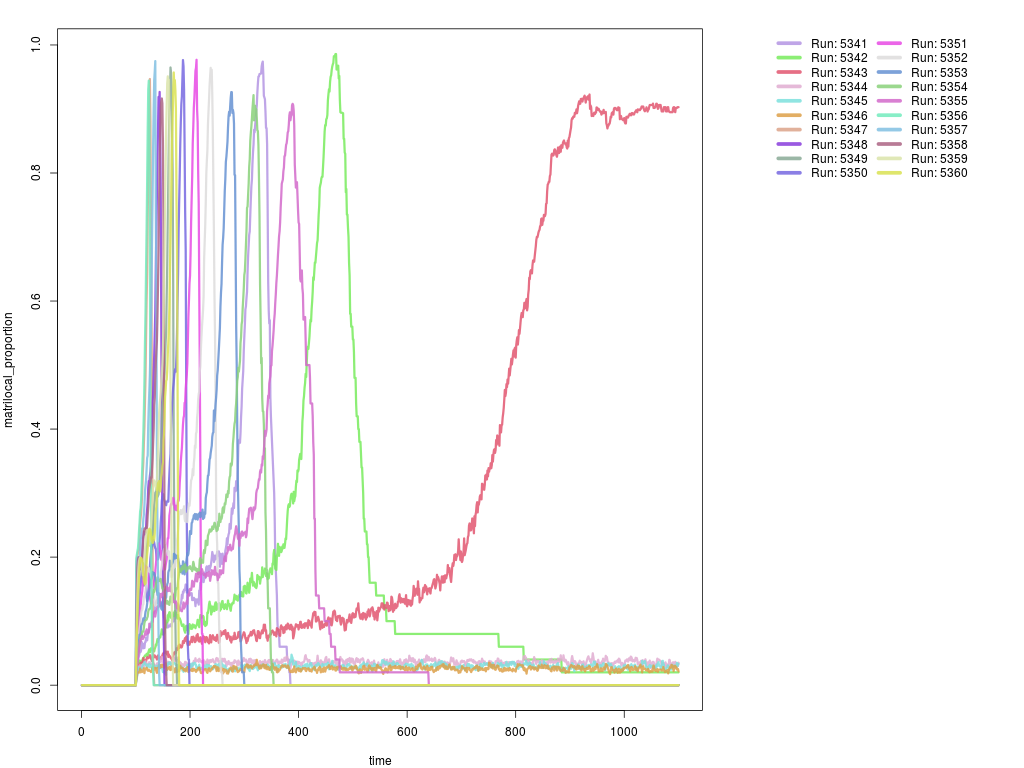 1.0
0.8
0.6
0.4
0.2
0.0
matrilocal_proportion
0
200
400
600
800
1000
time
Run: 5341
Run: 5342
Run: 5343
Run: 5344
Run: 5345
Run: 5346
Run: 5347
Run: 5348
Run: 5349
Run: 5350
Run: 5351
Run: 5352
Run: 5353
Run: 5354
Run: 5355
Run: 5356
Run: 5357
Run: 5358
Run: 5359
Run: 5360